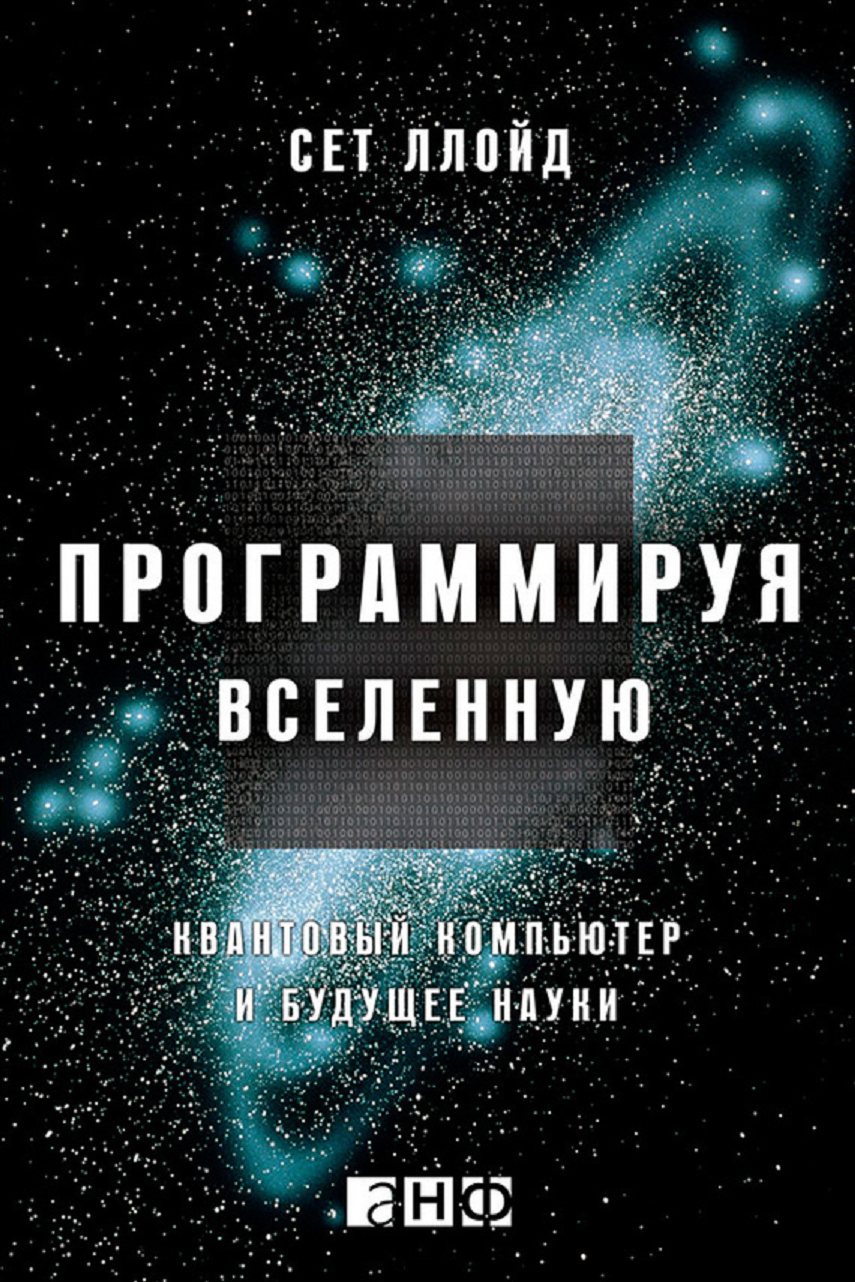 СЕТ ЛЛОЙД
ПРОГРАММИРУЯ
ВСЕЛЕННУЮ
КВАНТОВЫЙ КОМПЬЮТЕР
И БУДУЩЕЕ НАУКИ
АНФ